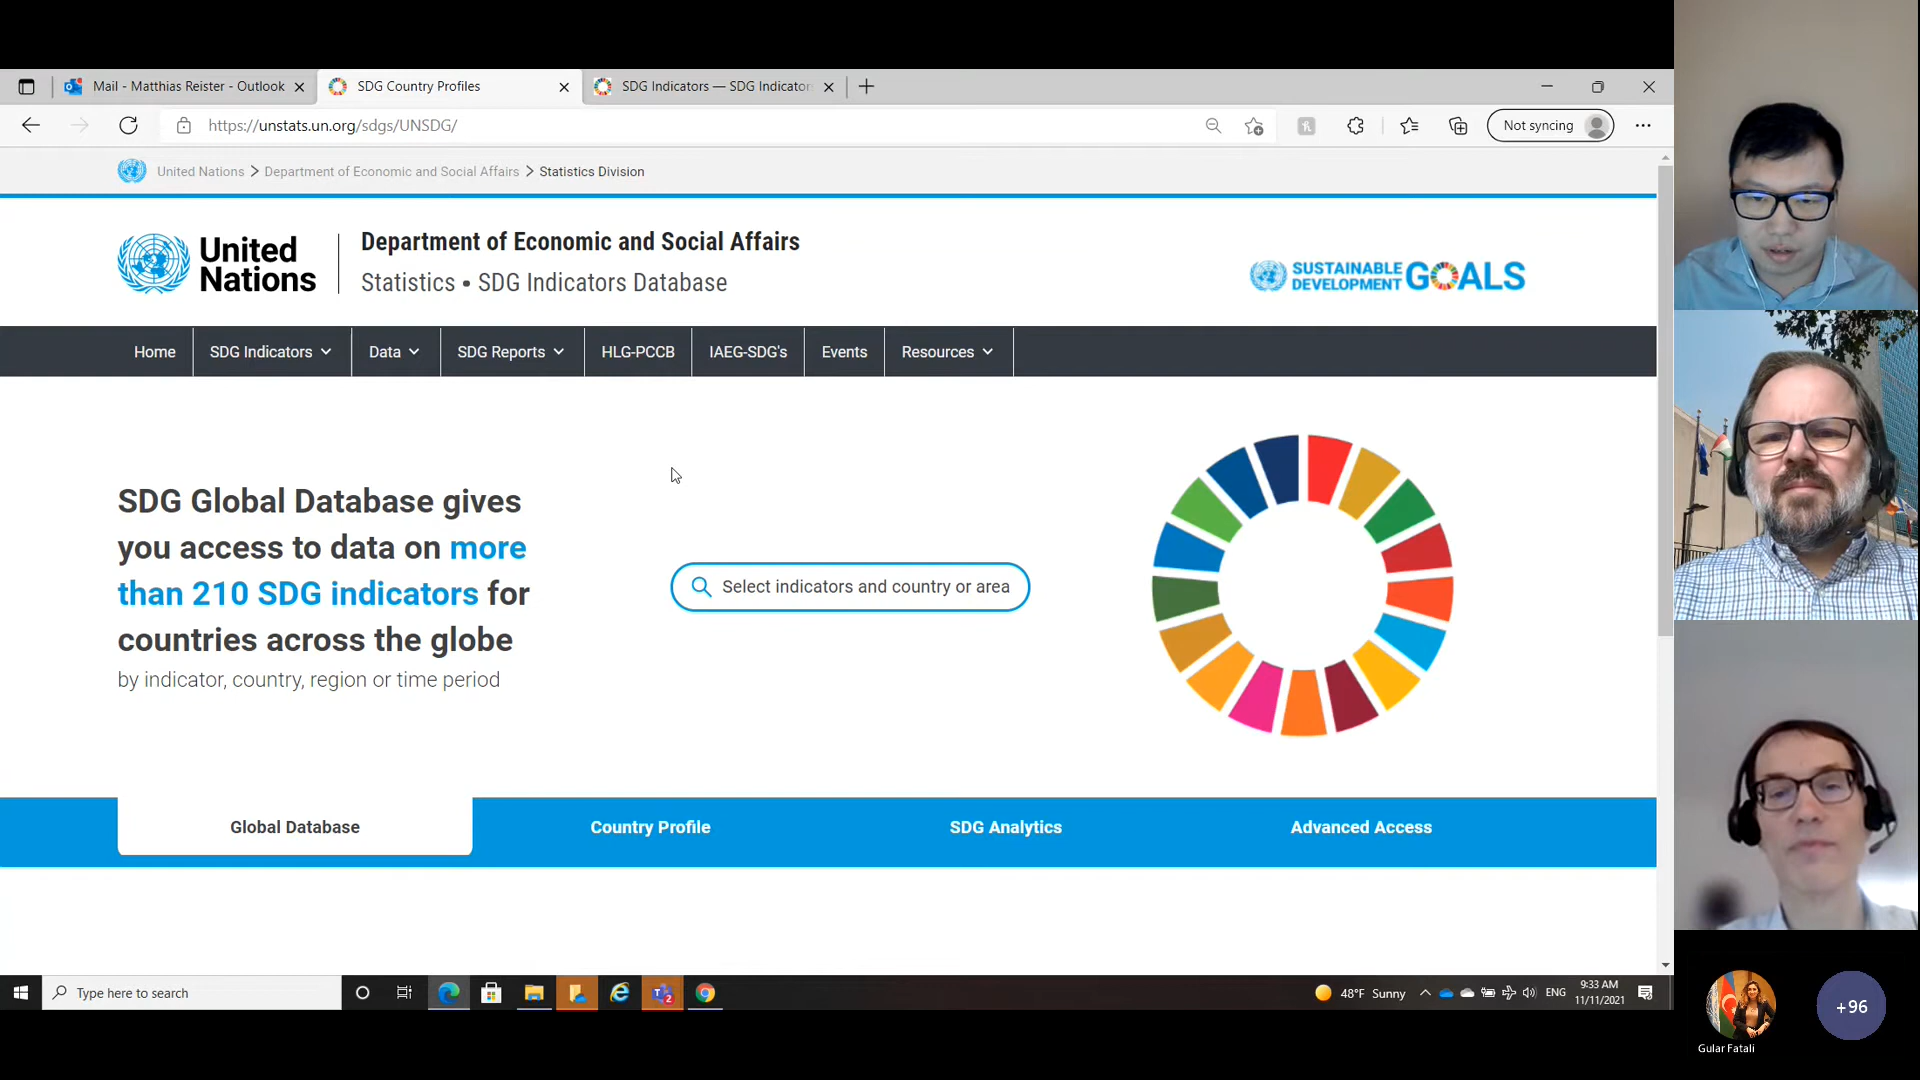 Mail - Matthias Reister - Outlook
SDG Country Profiles
SDG Indicators — SDG Indicator
https://unstats.un.org/sdgs/UNSDG/
Not syncing
United Nations > Department of Economic and Social Affairs > Statistics Division
United
Nations
Department of Economic and Social Affairs
Statistics • SDG Indicators Database
SUSTAINABLE
DEVELOPMENT
GOALS
Home
SDG Indicators
Data
SDG Reports
HLG-PCCB
IAEG-SDG's
Events
Resources
SDG Global Database gives
you access to data on more
than 210 SDG indicators for
countries across the globe
by indicator, country, region or time period
Select indicators and country or area
Global Database
Country Profile
SDG Analytics
Advanced Access
Type here to search
48°F Sunny
ENG
9:33 AM
11/11/2021
Gular Fatali
+96